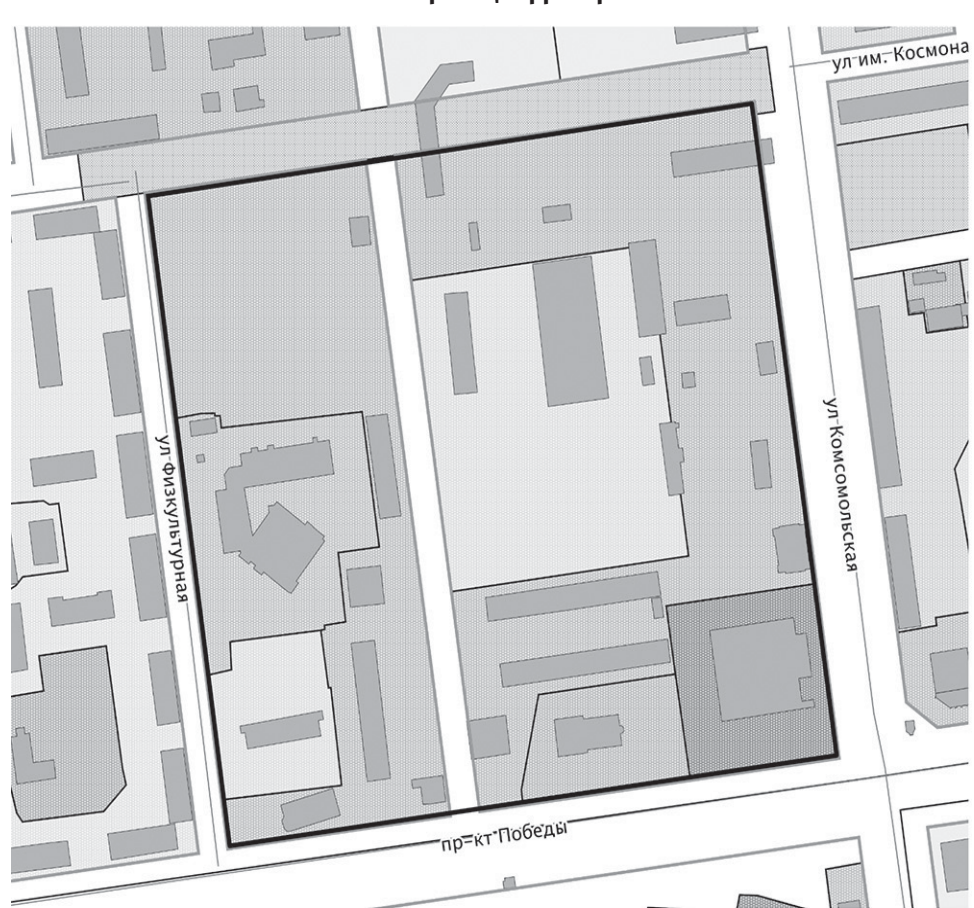 ул им. Космона
ул Физкультурная
ул Комсомольская
пр-кт Победы